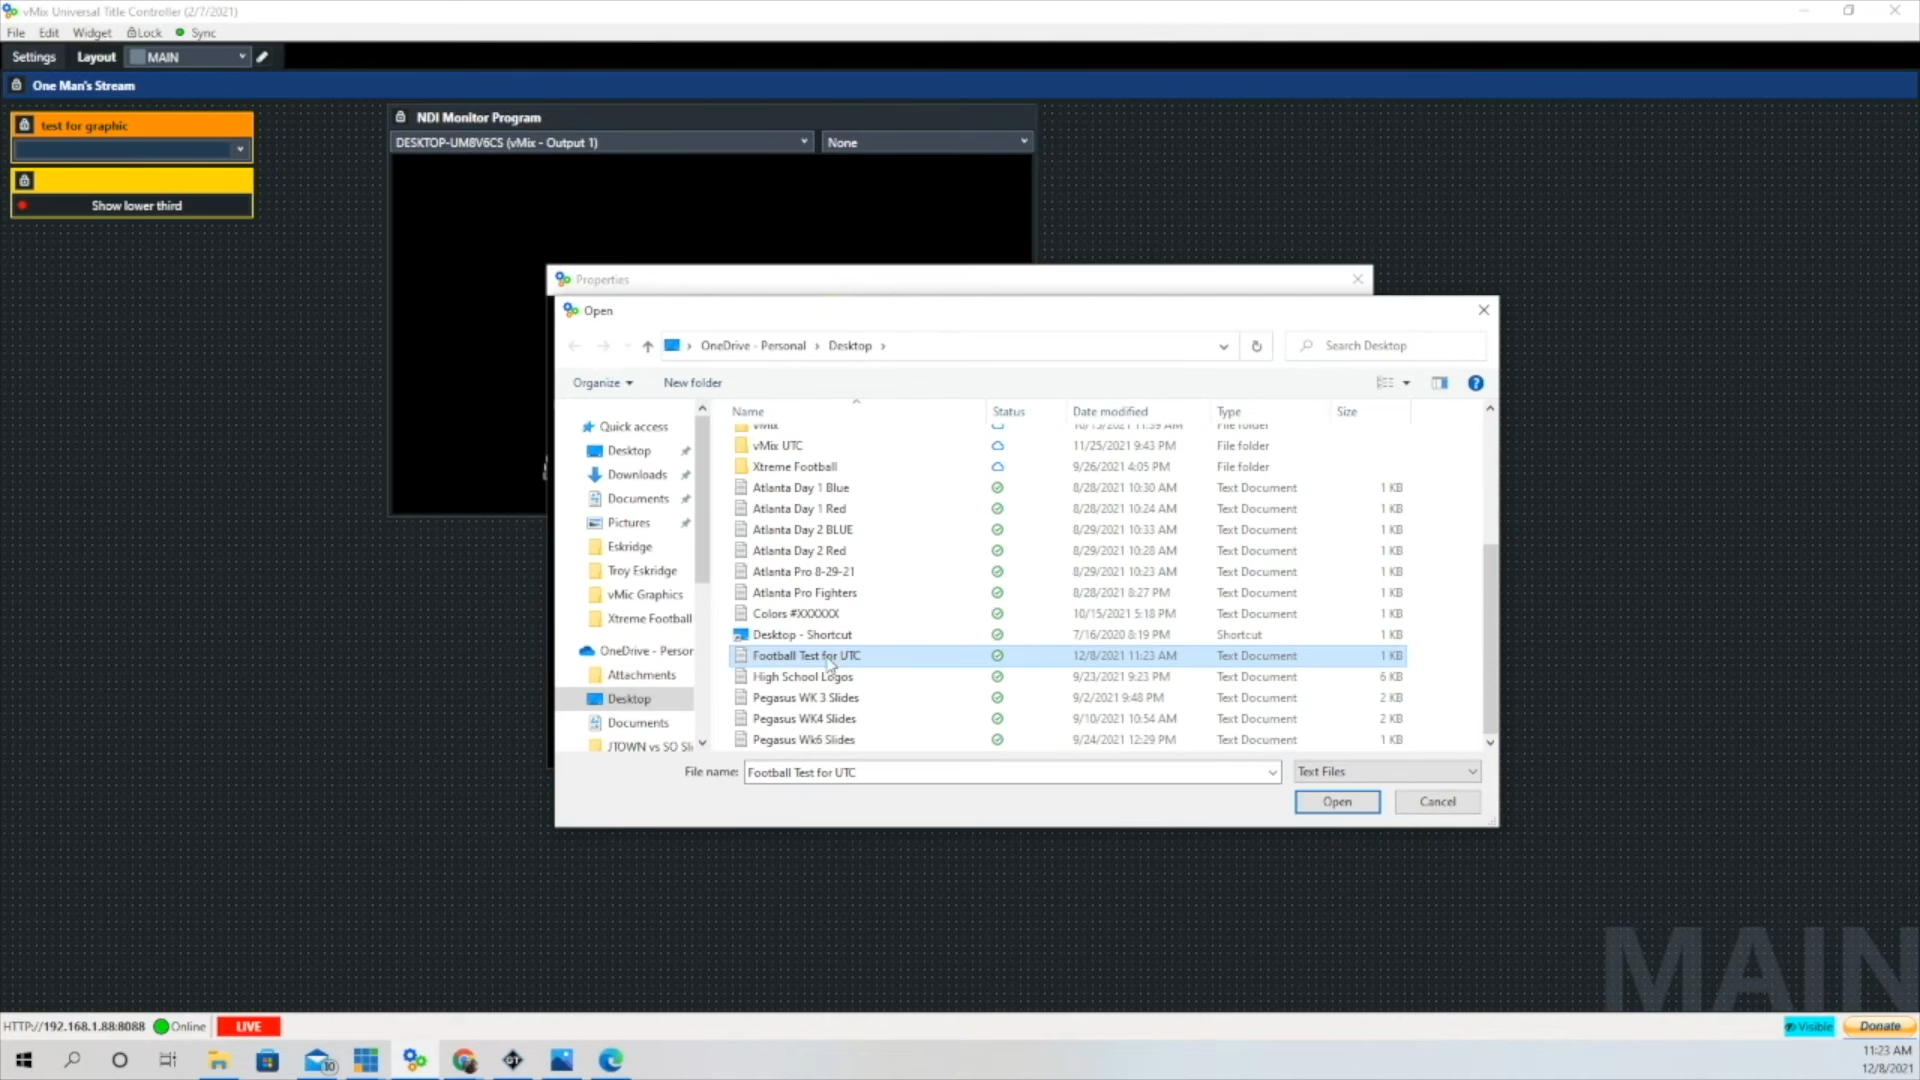 vMix Universal Title Controller (2/7/2021)
File Edit Widget Lock Sync
Settings Layout MAIN
One Man's Stream
test for graphic
Show lower third
NDI Monitor Program
DESKTOP-UM8V6CS (vMix - Output 1) None
Properties
Open
OneDrive - Personal › Desktop ›
Search Desktop
Organize New folder
Quick access
Desktop
Downloads
Documents
Pictures
Eskridge
Troy Eskridge
vMic Graphics
Xtreme Football
OneDrive - Person
Attachments
Desktop
Documents
JTOWN vs SO Sli
Name Status Date modified Type Size
vMix 10/15/2021 11:59 AM File folder
vMix UTC 11/25/2021 9:43 PM File folder
Xtreme Football 9/26/2021 4:05 PM File folder
Atlanta Day 1 Blue 8/28/2021 10:30 AM Text Document 1 KB
Atlanta Day 1 Red 8/28/2021 10:24 AM Text Document 1 KB
Atlanta Day 2 BLUE 8/29/2021 10:33 AM Text Document 1 KB
Atlanta Day 2 Red 8/29/2021 10:28 AM Text Document 1 KB
Atlanta Pro 8-29-21 8/29/2021 10:23 AM Text Document 1 KB
Atlanta Pro Fighters 8/28/2021 8:27 PM Text Document 1 KB
Colors #XXXXXX 10/15/2021 5:18 PM Text Document 1 KB
Desktop - Shortcut 7/16/2020 8:19 PM Shortcut 1 KB
Football Test for UTC 12/8/2021 11:23 AM Text Document 1 KB
High School Logos 9/23/2021 9:23 PM Text Document 6 KB
Pegasus WK 3 Slides 9/2/2021 9:48 PM Text Document 2 KB
Pegasus WK4 Slides 9/10/2021 10:54 AM Text Document 2 KB
Pegasus Wk6 Slides 9/24/2021 12:29 PM Text Document 1 KB
File name: Football Test for UTC Text Files
Open Cancel
MAIN
HTTP://192.168.1.88:8088 Online LIVE
Visible Donate
10
GT
11:23 AM
12/8/2021